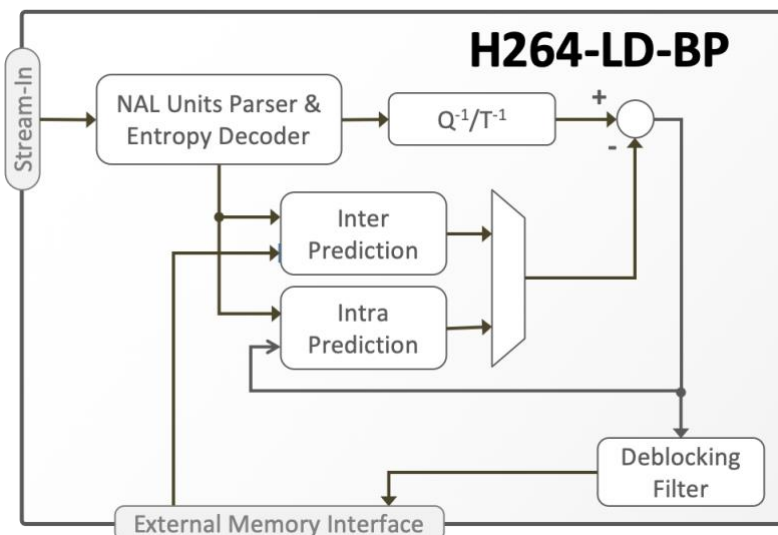 H264-LD-BP
Stream-In
NAL Units Parser &
Entropy Decoder
Q⁻¹/T⁻¹
+
-
Inter
Prediction
Intra
Prediction
Deblocking
Filter
External Memory Interface